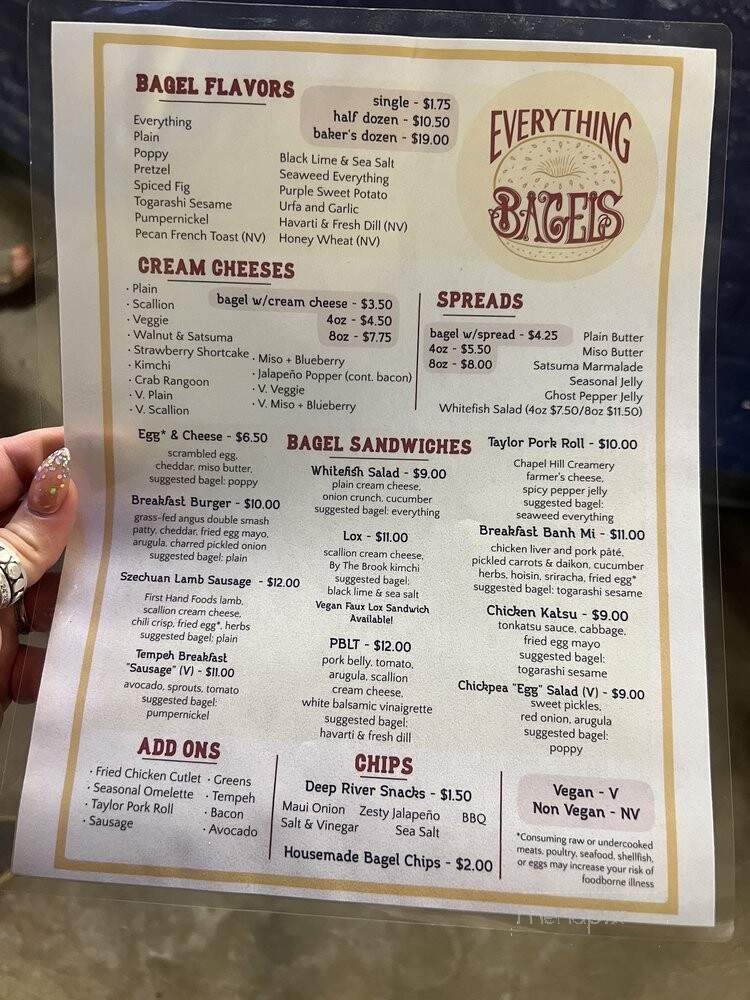 BAGEL FLAVORS
single - $1.75
half dozen - $10.50
baker's dozen - $19.00
Everything
Plain
Poppy
Pretzel
Spiced Fig
Togarashi Sesame
Pumpernickel
Pecan French Toast (NV)
Black Lime & Sea Salt
Seaweed Everything
Purple Sweet Potato
Urfa and Garlic
Havarti & Fresh Dill (NV)
Honey Wheat (NV)
EVERYTHING
BAGELS
CREAM CHEESES
· Plain
· Scallion
· Veggie
· Walnut & Satsuma
· Strawberry Shortcake
· Kimchi
· Crab Rangoon
· V. Plain
· V. Scallion
bagel w/cream cheese - $3.50
4oz - $4.50
8oz - $7.75
· Miso + Blueberry
· Jalapeño Popper (cont. bacon)
· V. Veggie
· V. Miso + Blueberry
SPREADS
bagel w/spread - $4.25
4oz - $5.50
8oz - $8.00
Plain Butter
Miso Butter
Satsuma Marmalade
Seasonal Jelly
Ghost Pepper Jelly
Whitefish Salad (4oz $7.50/8oz $11.50)
BAGEL SANDWICHES
Egg* & Cheese - $6.50
scrambled egg,
cheddar, miso butter,
suggested bagel: poppy
Breakfast Burger - $10.00
grass-fed angus double smash
patty, cheddar, fried egg mayo,
arugula, charred pickled onion
suggested bagel: plain
Szechuan Lamb Sausage - $12.00
First Hand Foods lamb,
scallion cream cheese,
chili crisp, fried egg*, herbs
suggested bagel: plain
Tempeh Breakfast
"Sausage" (V) - $11.00
avocado, sprouts, tomato
suggested bagel:
pumpernickel
Whitefish Salad - $9.00
plain cream cheese,
onion crunch, cucumber
suggested bagel: everything
Lox - $11.00
scallion cream cheese,
By The Brook kimchi
suggested bagel:
black lime & sea salt
Vegan Faux Lox Sandwich
Available!
PBLT - $12.00
pork belly, tomato,
arugula, scallion
cream cheese,
white balsamic vinaigrette
suggested bagel:
havarti & fresh dill
Taylor Pork Roll - $10.00
Chapel Hill Creamery
farmer's cheese,
spicy pepper jelly
suggested bagel:
seaweed everything
Breakfast Banh Mi - $11.00
chicken liver and pork pâté,
pickled carrots & daikon, cucumber
herbs, hoisin, sriracha, fried egg*
suggested bagel: togarashi sesame
Chicken Katsu - $9.00
tonkatsu sauce, cabbage,
fried egg mayo
suggested bagel:
togarashi sesame
Chickpea "Egg" Salad (V) - $9.00
sweet pickles,
red onion, arugula
suggested bagel:
poppy
ADD ONS
· Fried Chicken Cutlet
· Seasonal Omelette
· Taylor Pork Roll
· Sausage
· Greens
· Tempeh
· Bacon
· Avocado
CHIPS
Deep River Snacks - $1.50
Maui Onion Zesty Jalapeño BBQ
Salt & Vinegar Sea Salt
Housemade Bagel Chips - $2.00
Vegan - V
Non Vegan - NV
*Consuming raw or undercooked
meats, poultry, seafood, shellfish,
or eggs may increase your risk of
foodborne illness